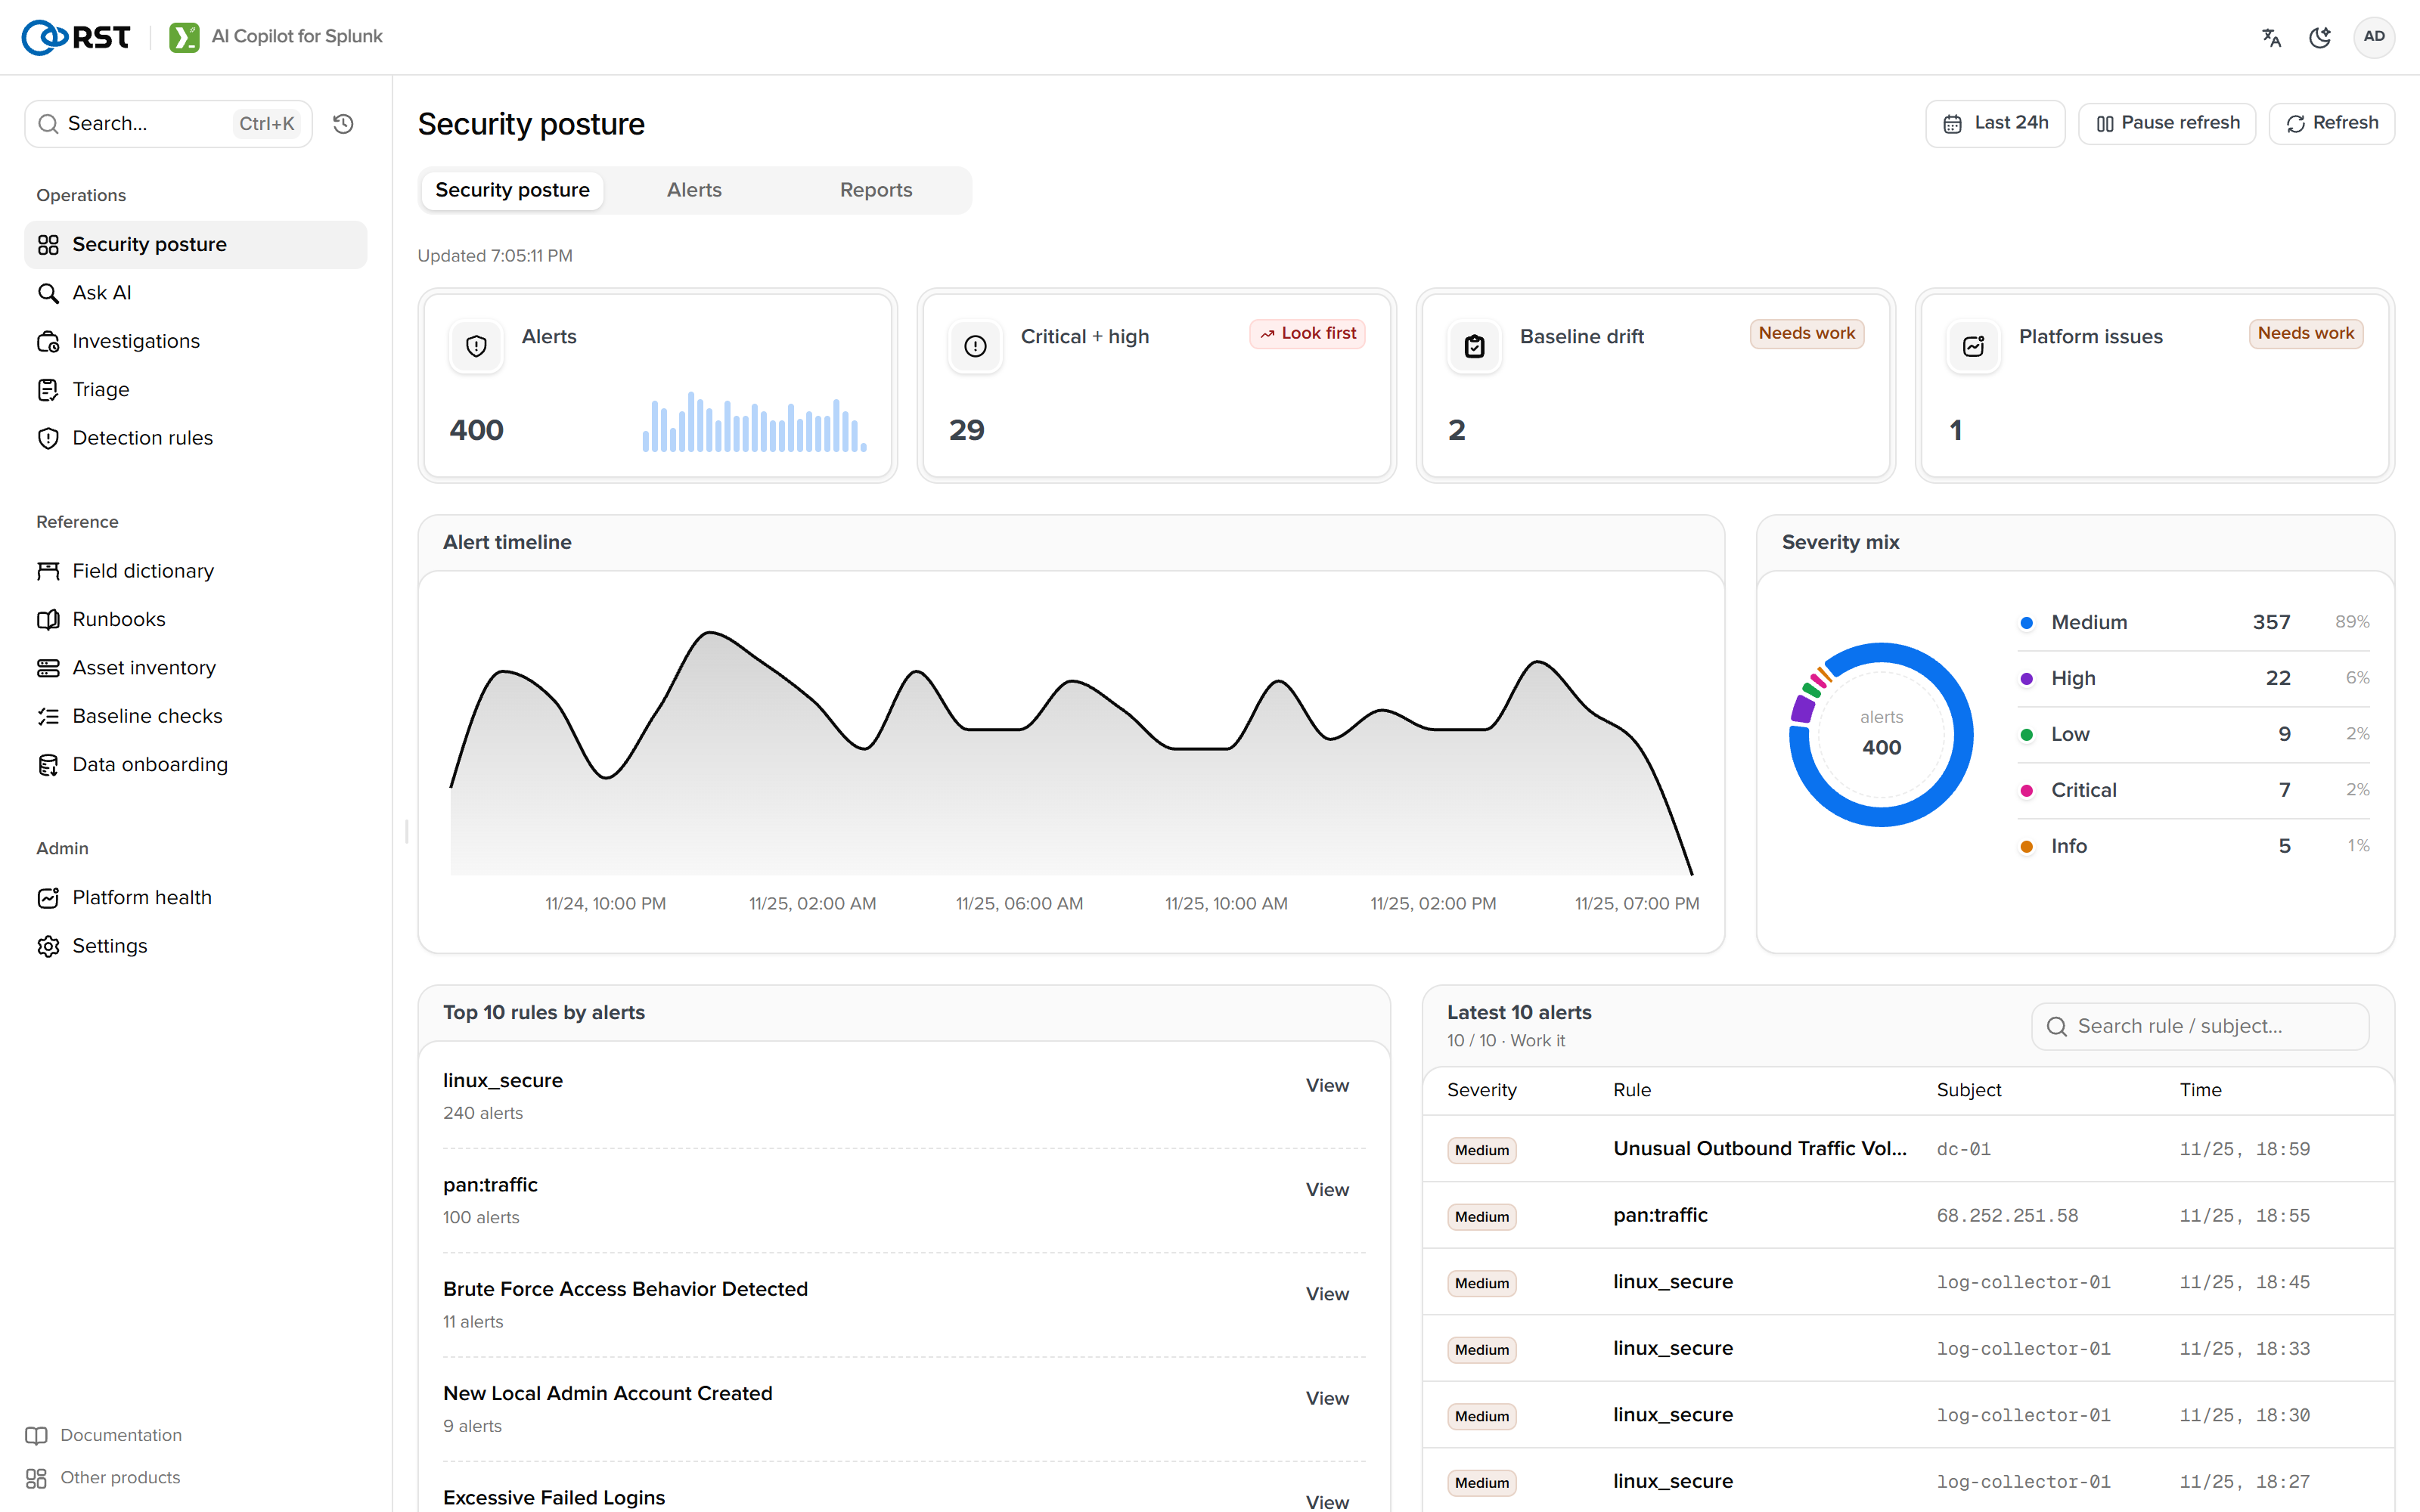 RST
AI Copilot for Splunk
AD
Search...
Ctrl+K
Operations
Security posture
Ask AI
Investigations
Triage
Detection rules
Reference
Field dictionary
Runbooks
Asset inventory
Baseline checks
Data onboarding
Admin
Platform health
Settings
Documentation
Other products
Security posture
Last 24h
Pause refresh
Refresh
Security posture
Alerts
Reports
Updated 7:05:11 PM
Alerts
400
Critical + high
Look first
29
Baseline drift
Needs work
2
Platform issues
Needs work
1
Alert timeline
11/24, 10:00 PM
11/25, 02:00 AM
11/25, 06:00 AM
11/25, 10:00 AM
11/25, 02:00 PM
11/25, 07:00 PM
Severity mix
alerts
400
Medium 357 89%
High 22 6%
Low 9 2%
Critical 7 2%
Info 5 1%
Top 10 rules by alerts
linux_secure
240 alerts
View
pan:traffic
100 alerts
View
Brute Force Access Behavior Detected
11 alerts
View
New Local Admin Account Created
9 alerts
View
Excessive Failed Logins
View
Latest 10 alerts
10 / 10 · Work it
Search rule / subject...
Severity Rule Subject Time
Medium Unusual Outbound Traffic Vol... dc-01 11/25, 18:59
Medium pan:traffic 68.252.251.58 11/25, 18:55
Medium linux_secure log-collector-01 11/25, 18:45
Medium linux_secure log-collector-01 11/25, 18:33
Medium linux_secure log-collector-01 11/25, 18:30
Medium linux_secure log-collector-01 11/25, 18:27